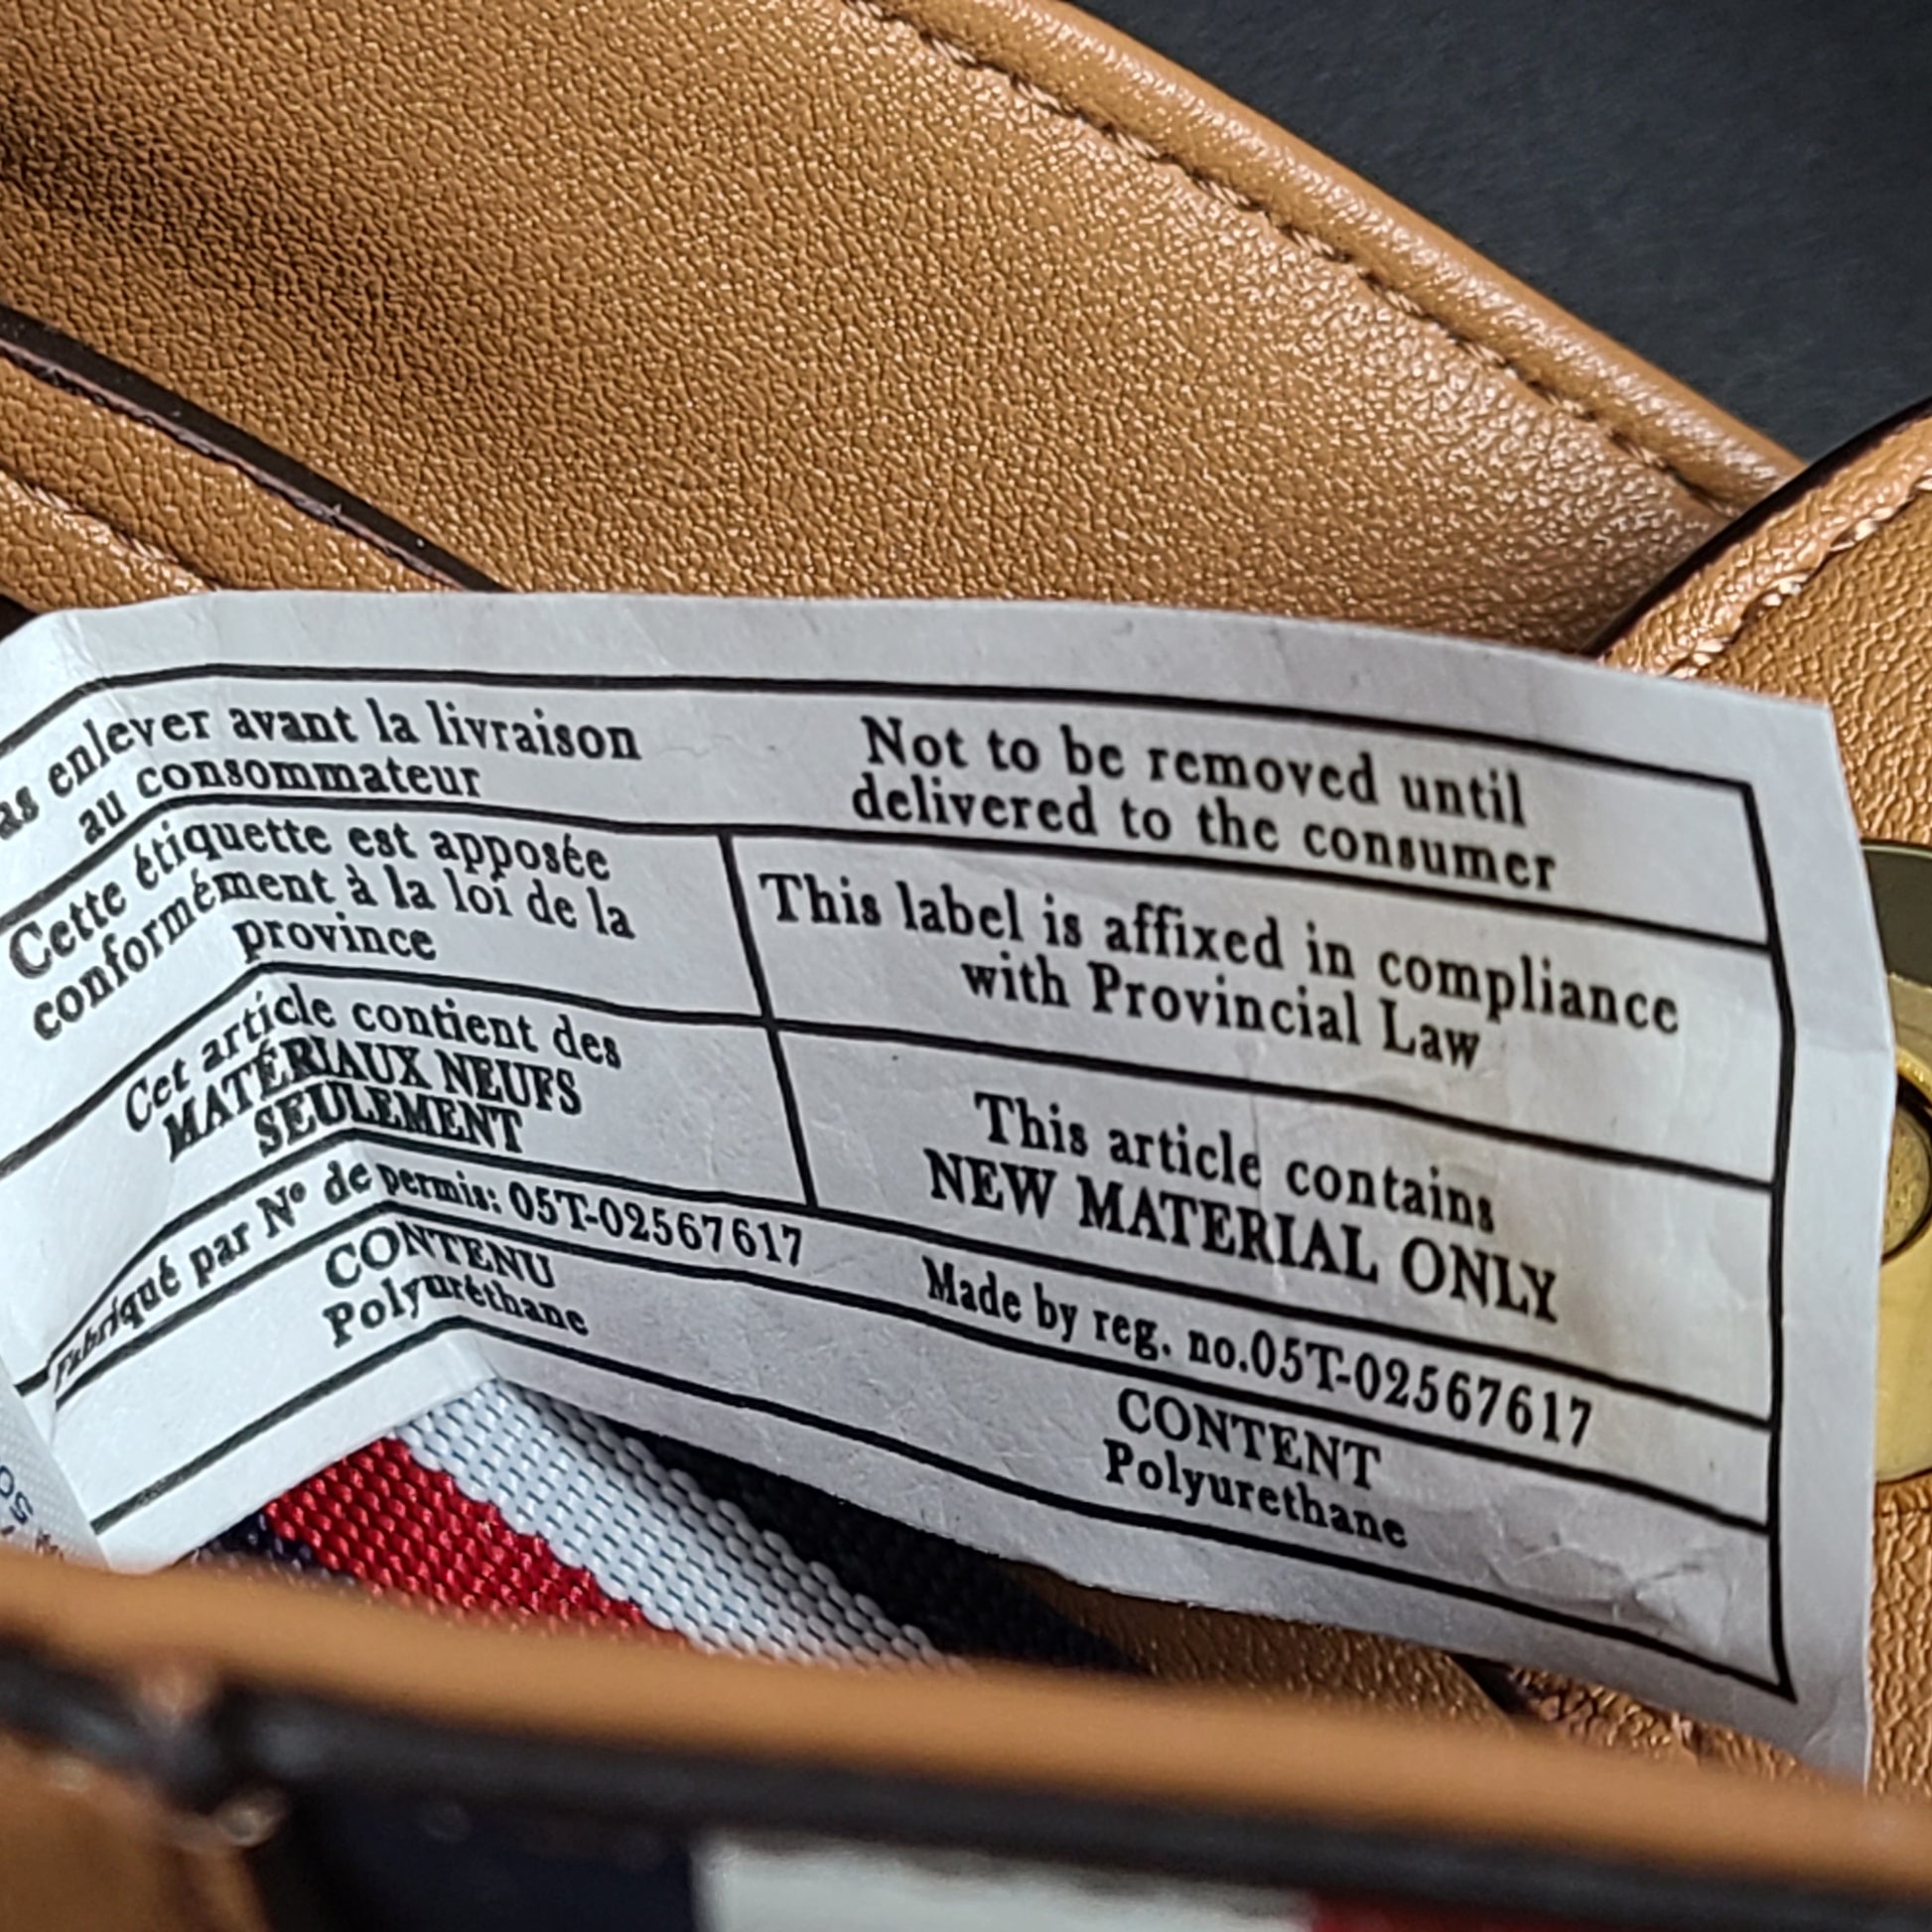 enlever avant la livraison
au consommateur
Not to be removed until
delivered to the consumer
Cette étiquette est apposée
conformément à la loi de la
province
This label is affixed in compliance
with Provincial Law
Cet article contient des
MATÉRIAUX NEUFS
SEULEMENT
This article contains
NEW MATERIAL ONLY
Fabriqué par Nº de permis: 05T-02567617
Made by reg. no.05T-02567617
CONTENU
Polyuréthane
CONTENT
Polyurethane